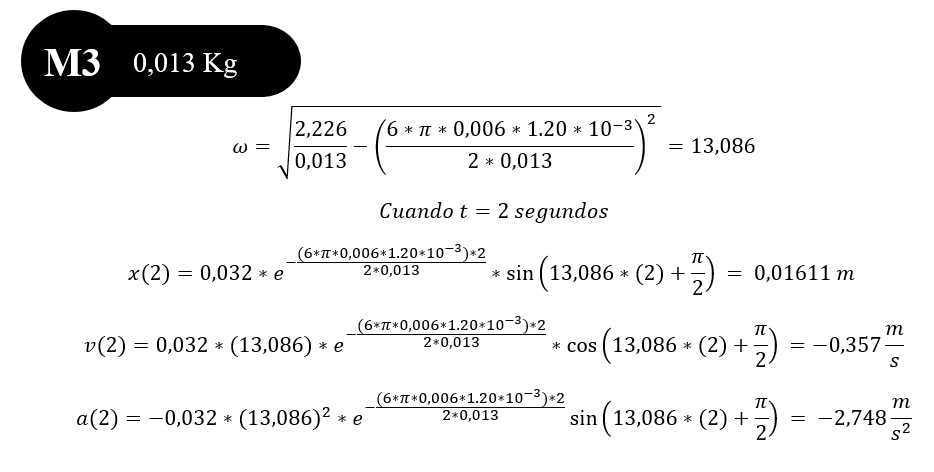 M3 0,013 Kg
ω = √(2,226/0,013 − ((6 * π * 0,006 * 1.20 * 10⁻³)/(2 * 0,013))²) = 13,086
Cuando t = 2 segundos
x(2) = 0,032 * e^(−((6*π*0,006*1.20*10⁻³)*2)/(2*0,013)) * sin(13,086 * (2) + π/2) = 0,01611 m
v(2) = 0,032 * (13,086) * e^(−((6*π*0,006*1.20*10⁻³)*2)/(2*0,013)) * cos(13,086 * (2) + π/2) = −0,357 m/s
a(2) = −0,032 * (13,086)² * e^(−((6*π*0,006*1.20*10⁻³)*2)/(2*0,013)) sin(13,086 * (2) + π/2) = −2,748 m/s²